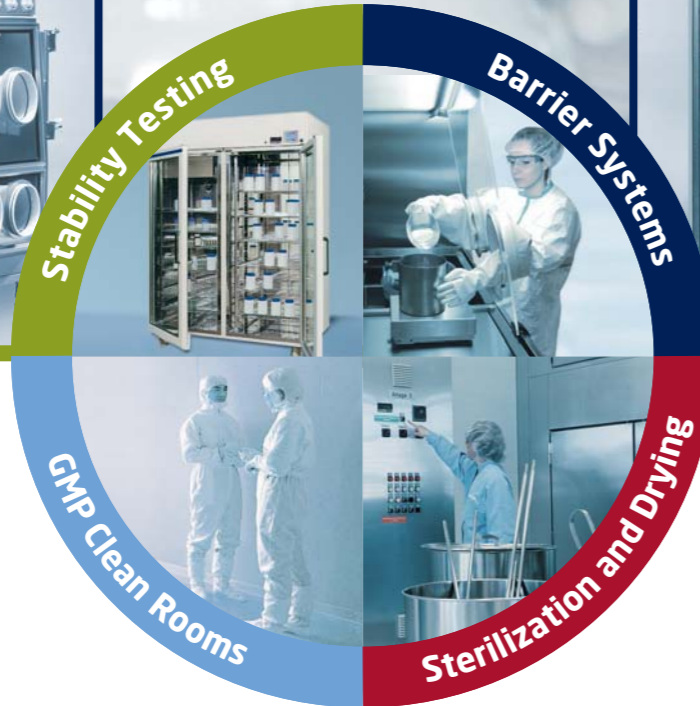 Stability Testing
Barrier Systems
GMP Clean Rooms
Sterilization and Drying